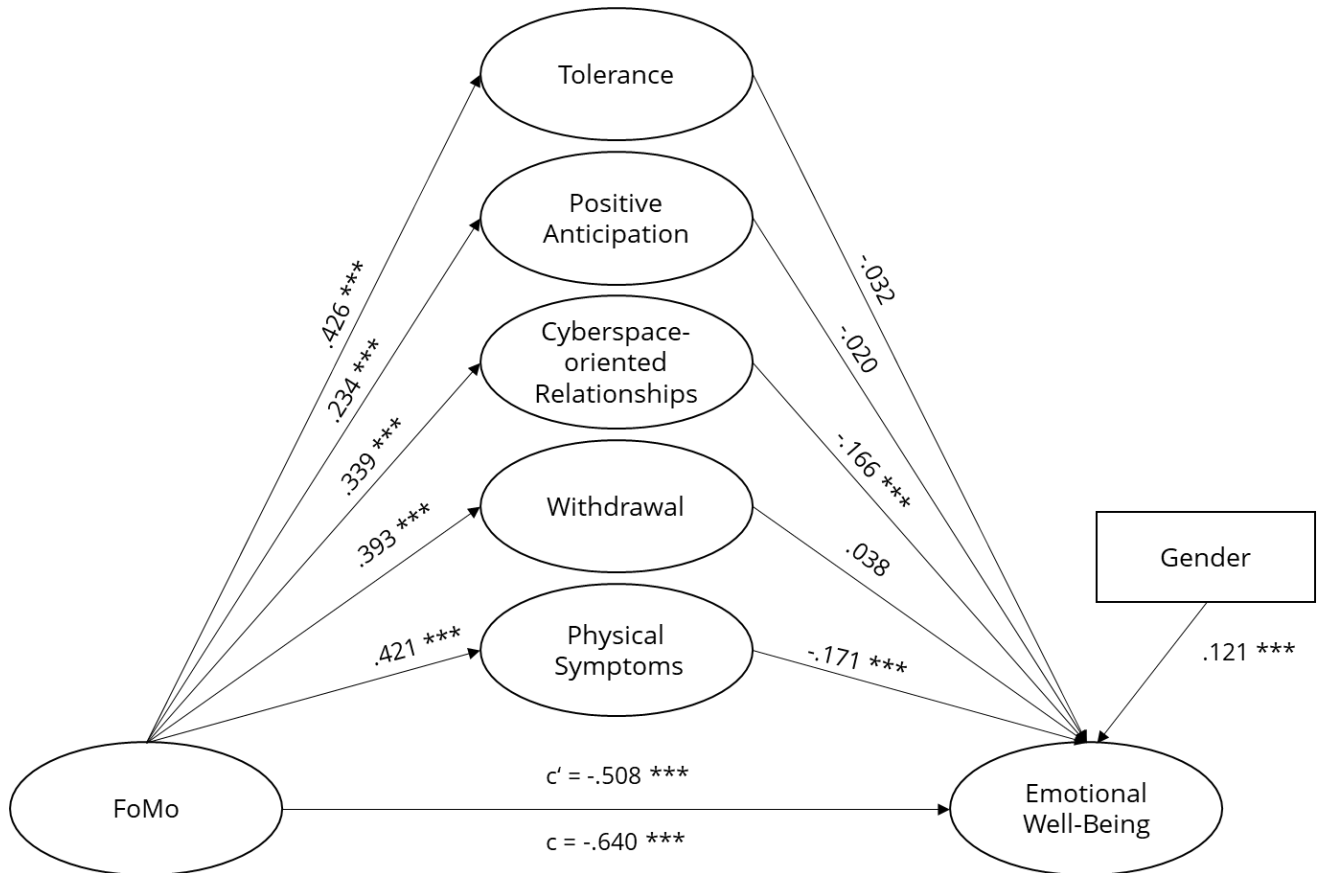 Tolerance
Positive
Anticipation
Cyberspace-
oriented
Relationships
Withdrawal
Physical
Symptoms
.426 ***
.234 ***
.339 ***
.393 ***
.421 ***
-.032
-.020
-.166 ***
.038
-.171 ***
Gender
.121 ***
FoMo
c‘ = -.508 ***
c = -.640 ***
Emotional
Well-Being